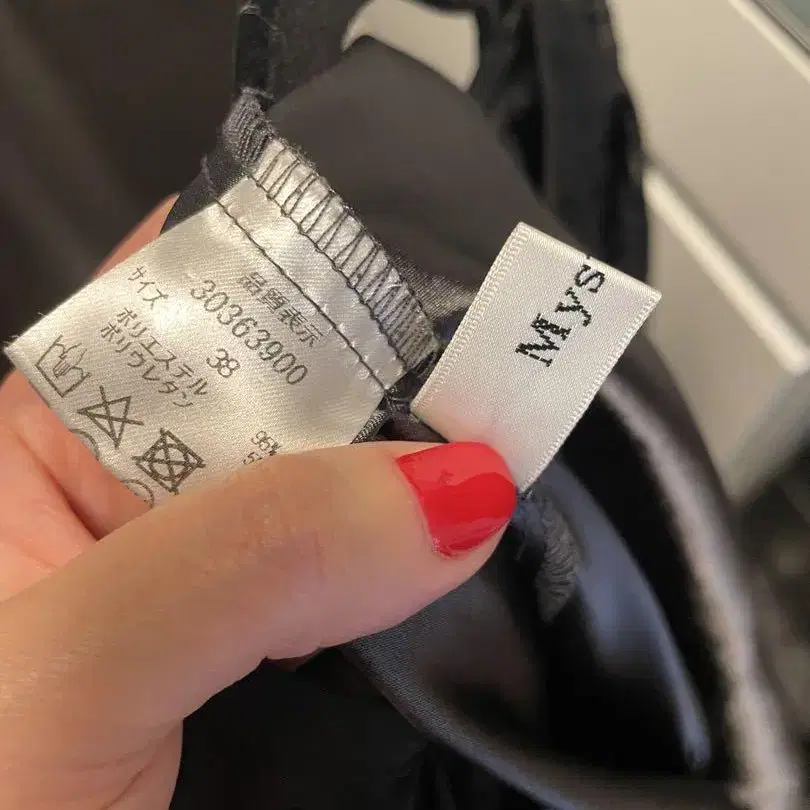 品質表示
30363900
サイズ 38
ポリエステル
ポリウレタン
Mys